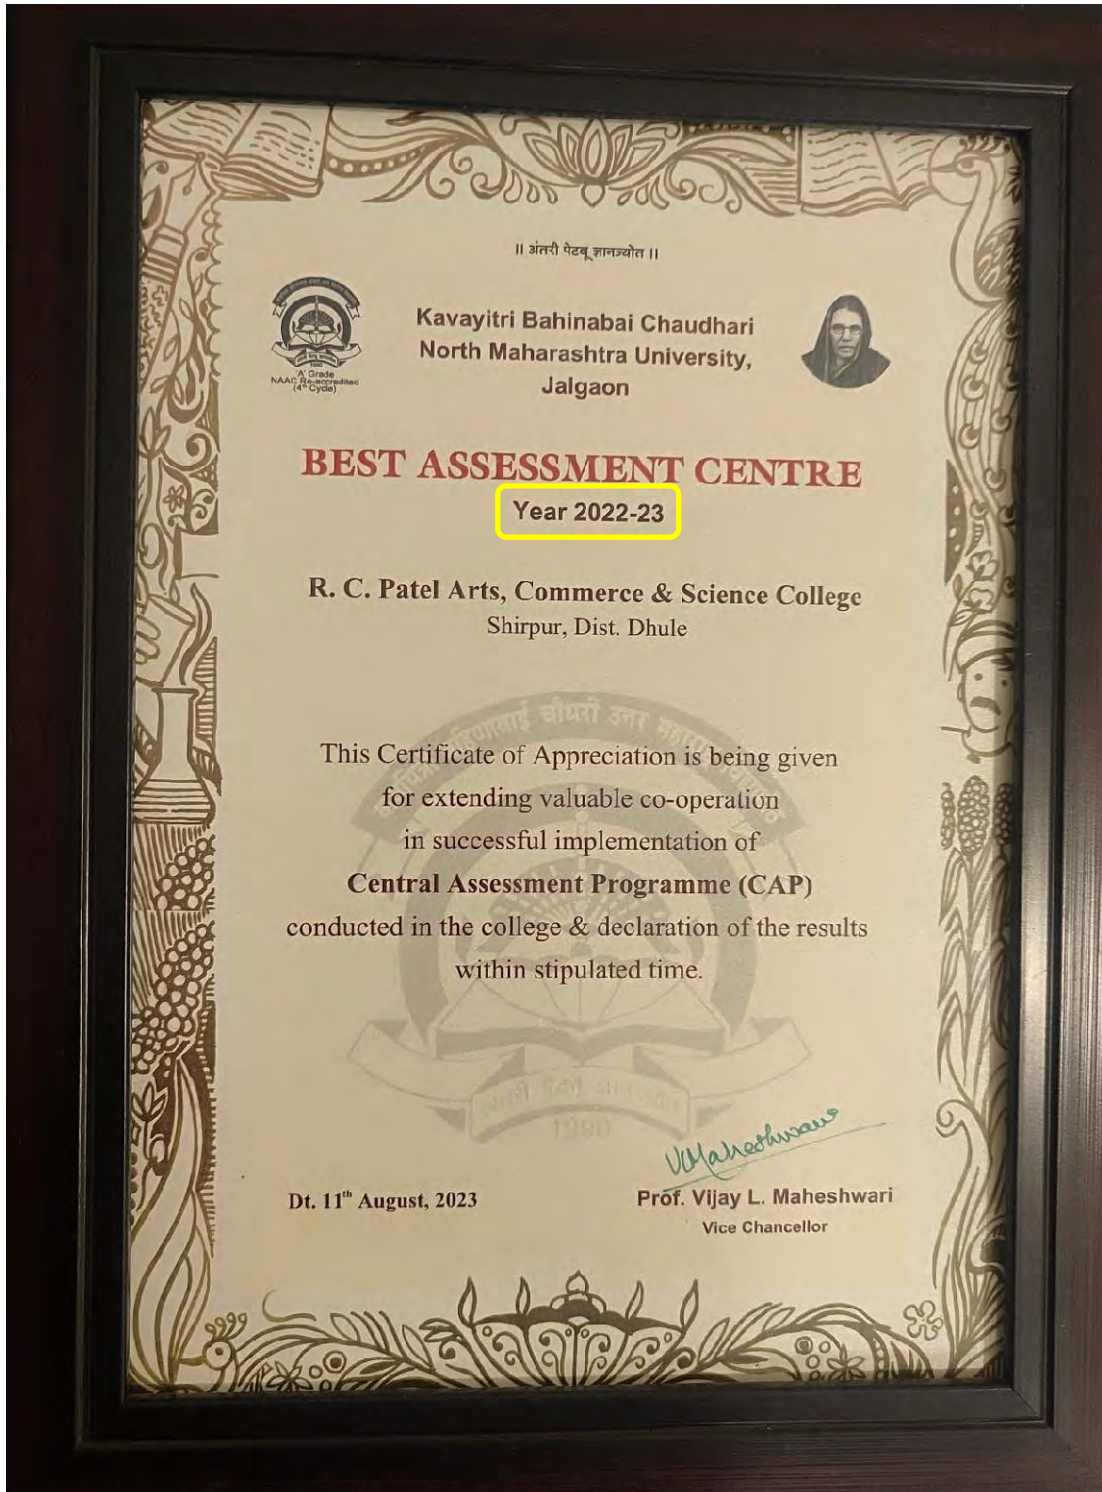 ॥ अंतरी पेटवू ज्ञानज्योत ॥
'A' Grade
NAAC Re-accredited
(4th Cycle)
Kavayitri Bahinabai Chaudhari
North Maharashtra University,
Jalgaon
BEST ASSESSMENT CENTRE
Year 2022-23
R. C. Patel Arts, Commerce & Science College
Shirpur, Dist. Dhule
This Certificate of Appreciation is being given
for extending valuable co-operation
in successful implementation of
Central Assessment Programme (CAP)
conducted in the college & declaration of the results
within stipulated time.
1990
VLMaheshwari
Dt. 11th August, 2023
Prof. Vijay L. Maheshwari
Vice Chancellor